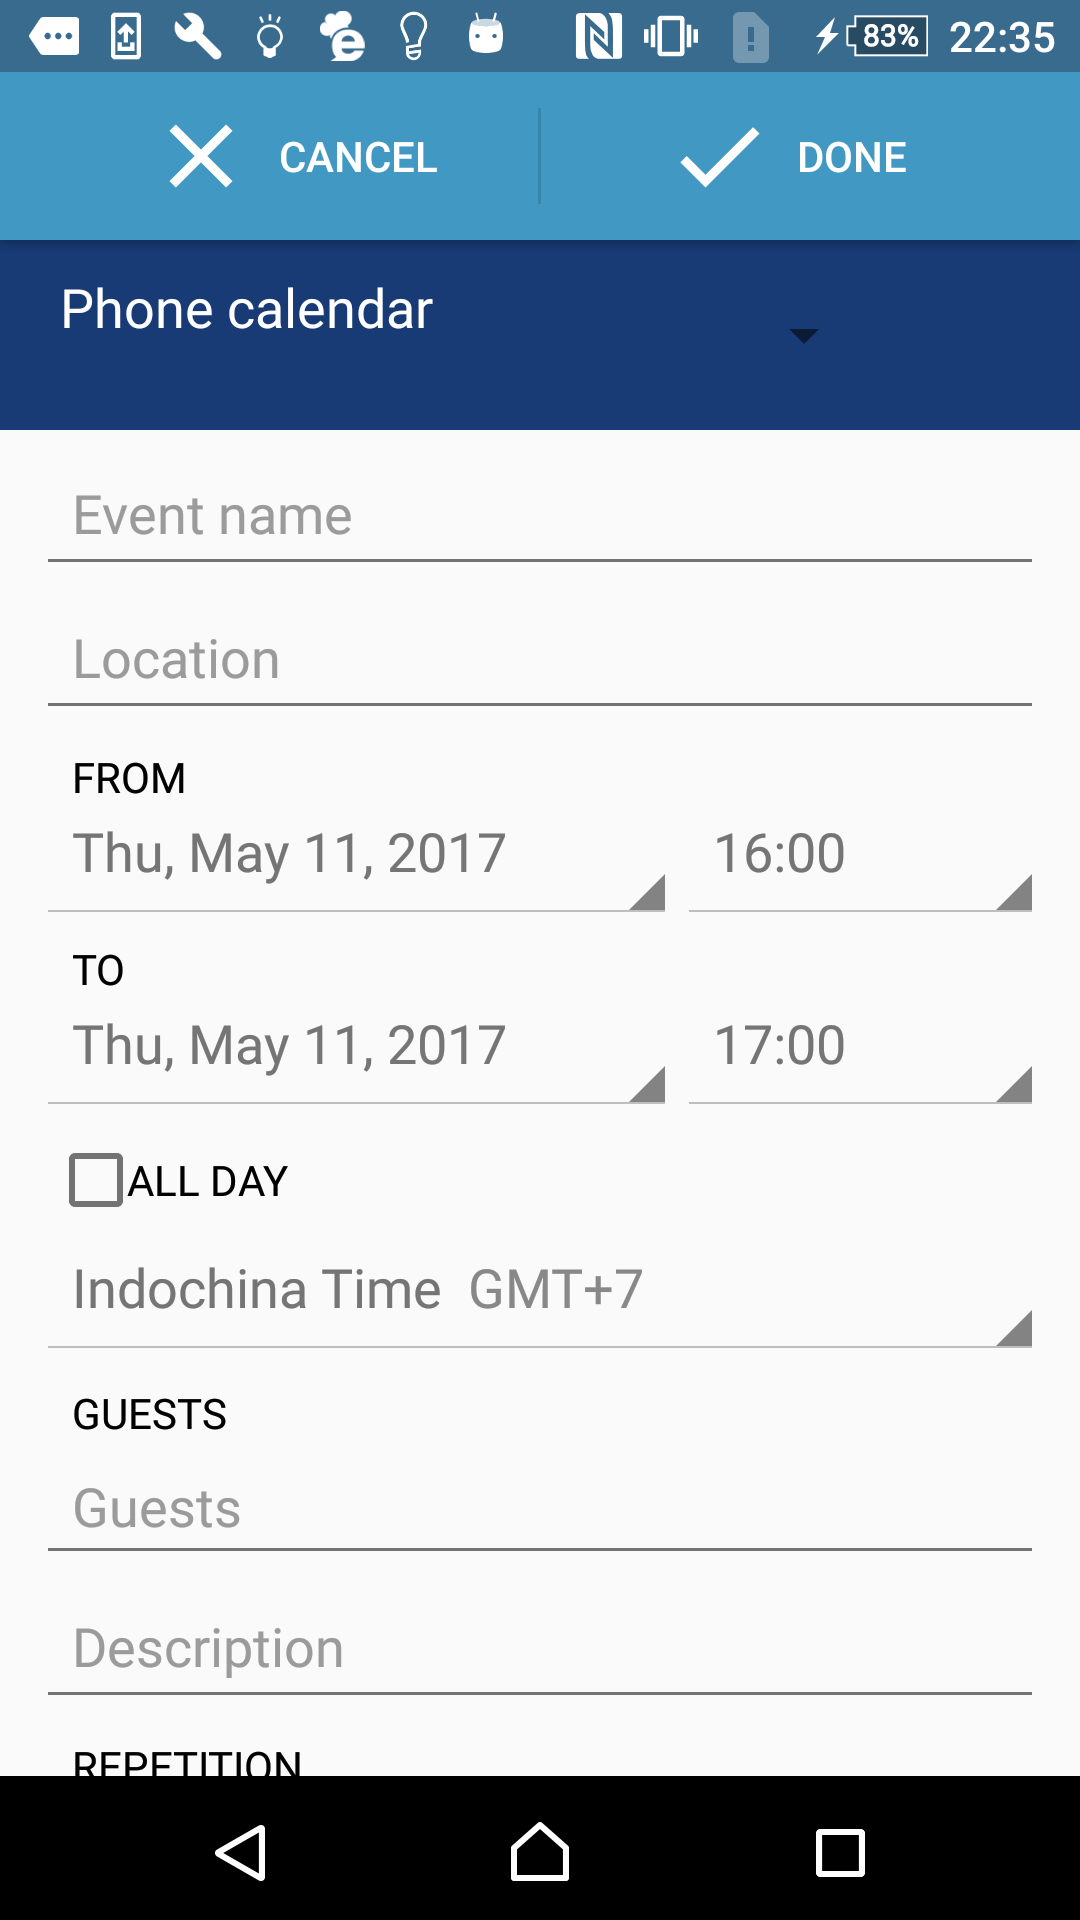 83% 22:35
CANCEL DONE
Phone calendar
Event name
Location
FROM
Thu, May 11, 2017 16:00
TO
Thu, May 11, 2017 17:00
ALL DAY
Indochina Time GMT+7
GUESTS
Guests
Description
REPETITION